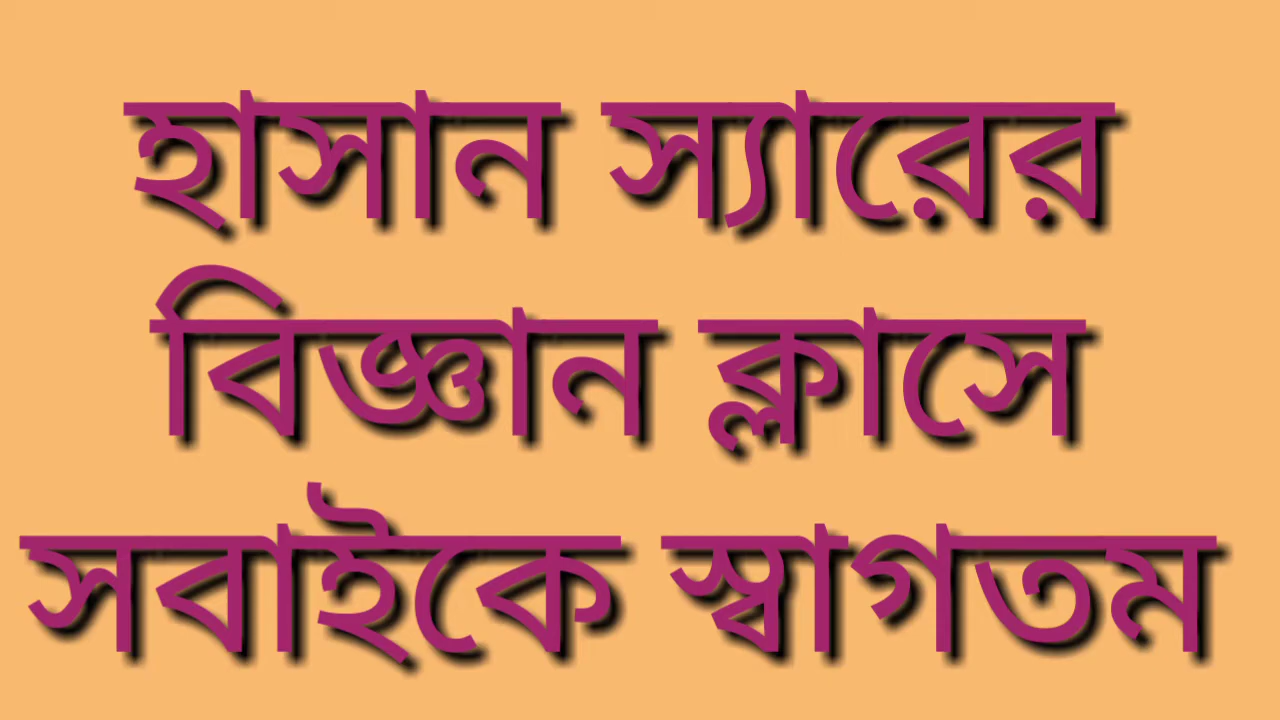 হাসান স্যারের
বিজ্ঞান ক্লাসে
সবাইকে স্বাগতম